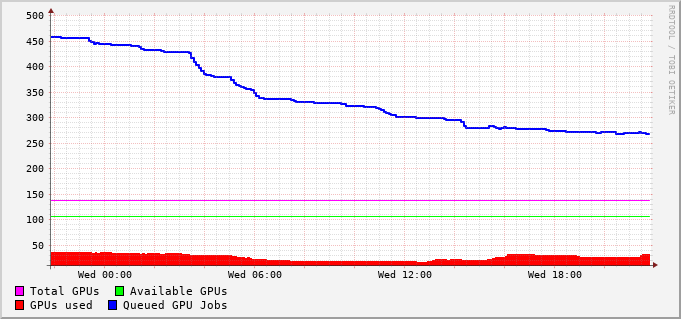 500
450
400
350
300
250
200
150
100
50
Wed 00:00 Wed 06:00 Wed 12:00 Wed 18:00
Total GPUs Available GPUs
GPUs used Queued GPU Jobs
RRDTOOL / TOBI OETIKER